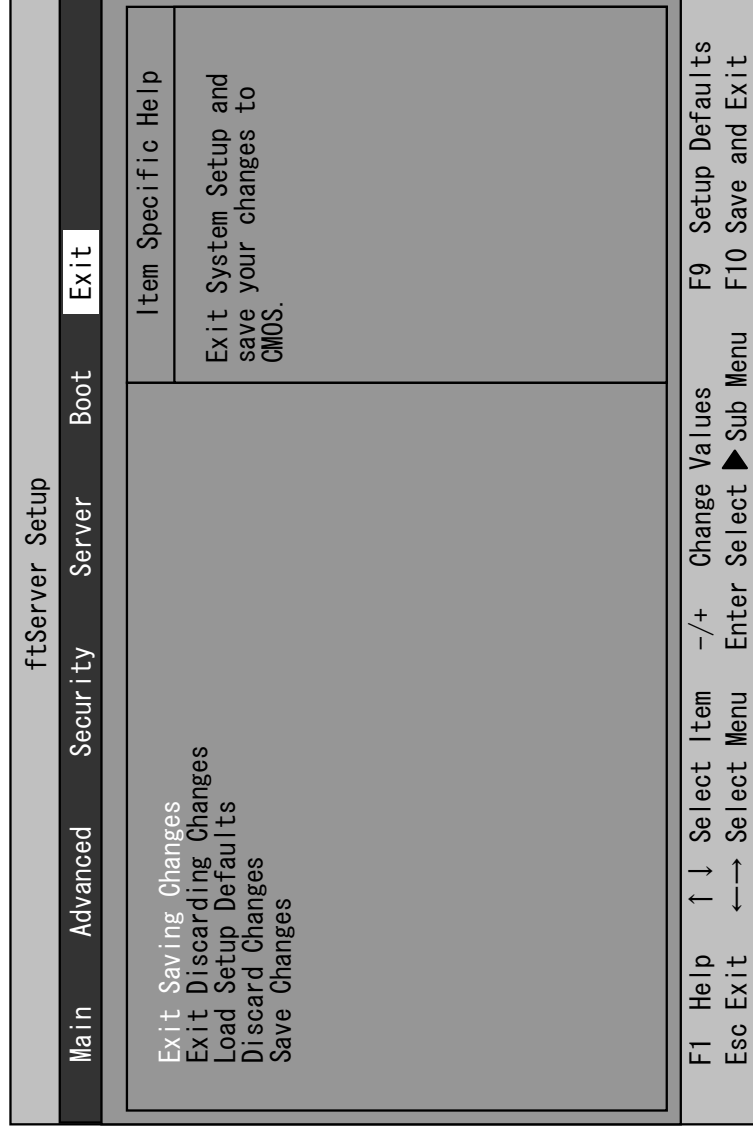 ftServer Setup
Main Advanced Security Server Boot Exit
Exit Saving Changes
Exit Discarding Changes
Load Setup Defaults
Discard Changes
Save Changes
Item Specific Help
Exit System Setup and
save your changes to
CMOS.
F1 Help ↑↓ Select Item -/+ Change Values F9 Setup Defaults
Esc Exit ←→ Select Menu Enter Select ▶Sub Menu F10 Save and Exit